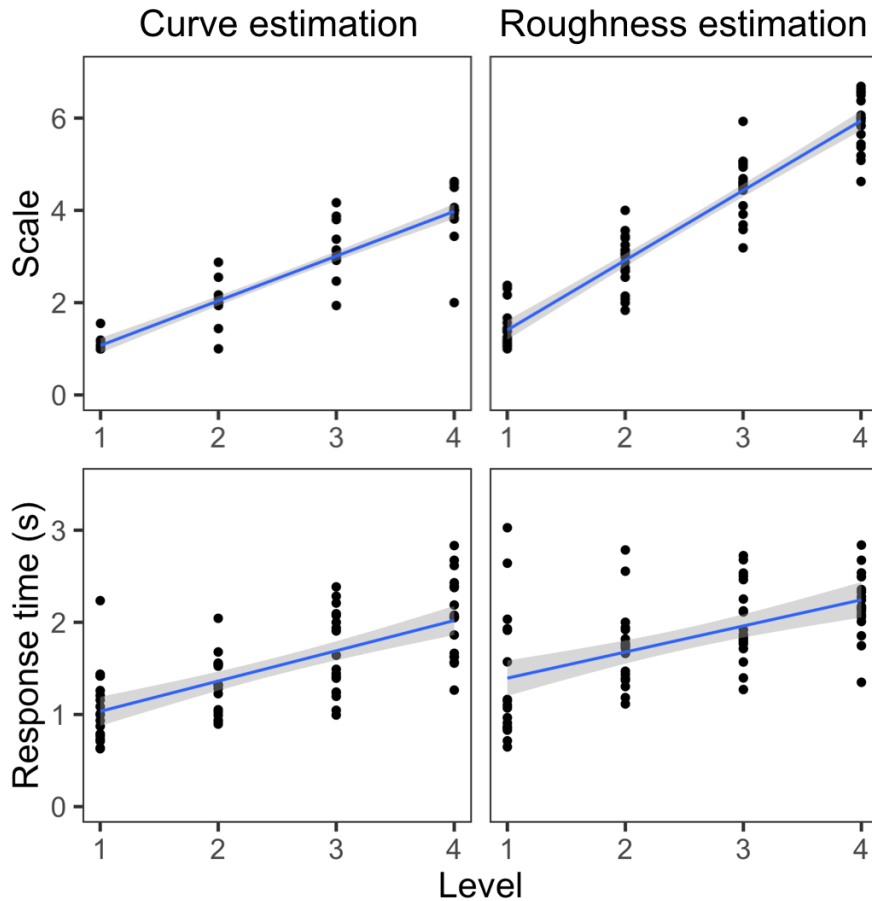 Curve estimation
Roughness estimation
Scale
6
4
2
0
1 2 3 4
1 2 3 4
Response time (s)
3
2
1
0
1 2 3 4
1 2 3 4
Level